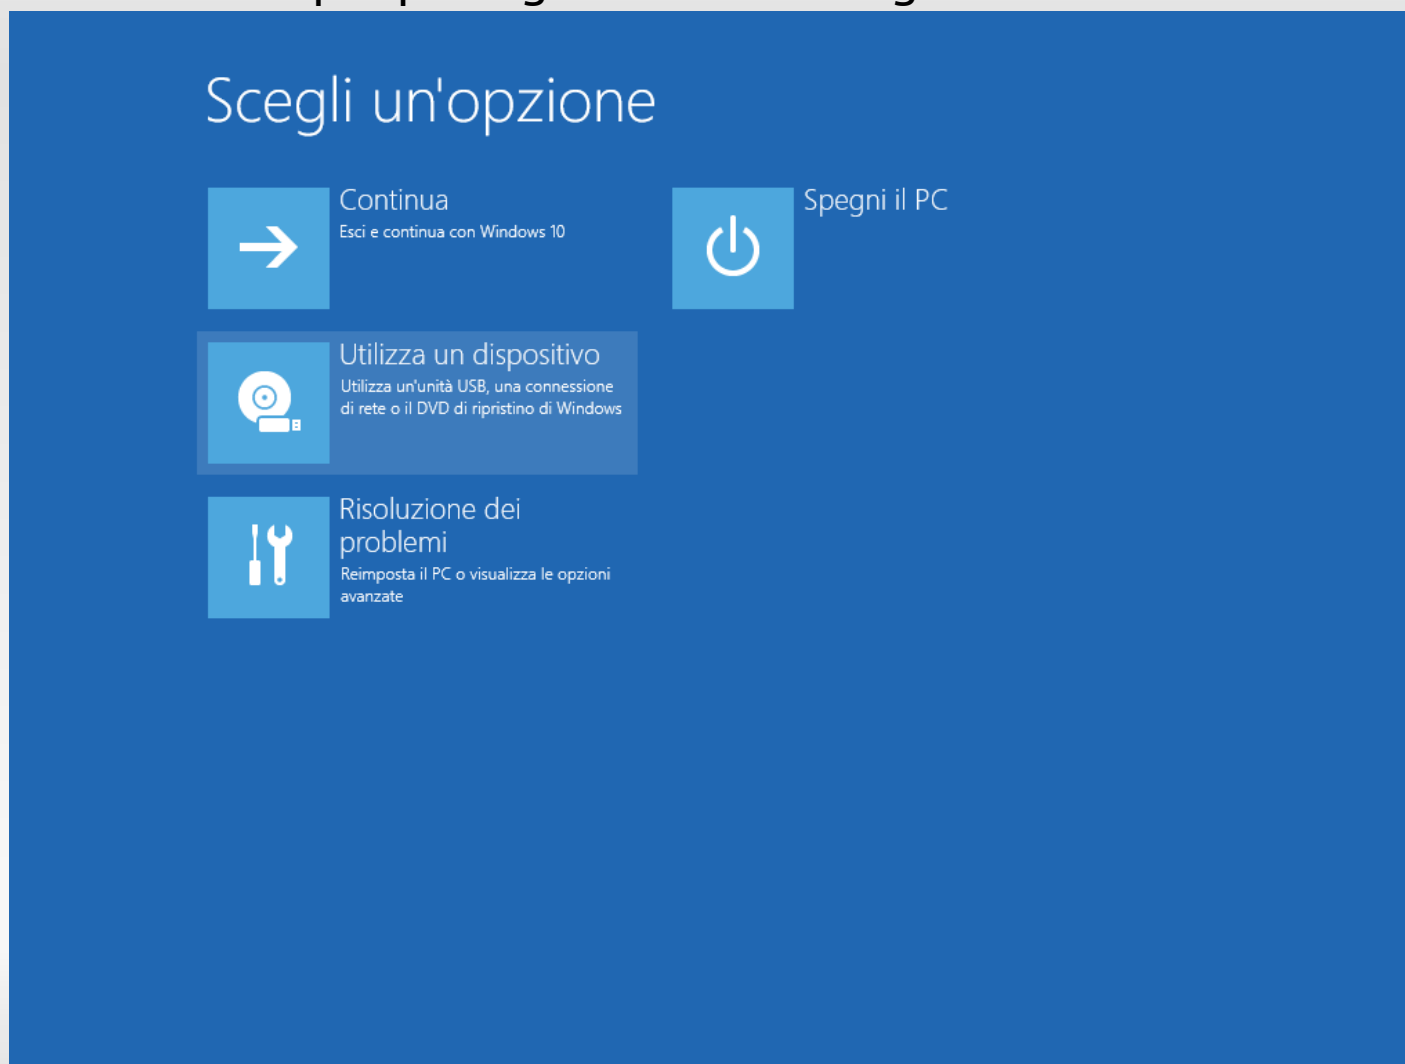 Scegli un'opzione
Continua
Esci e continua con Windows 10
Spegni il PC
Utilizza un dispositivo
Utilizza un'unità USB, una connessione
di rete o il DVD di ripristino di Windows
Risoluzione dei
problemi
Reimposta il PC o visualizza le opzioni
avanzate